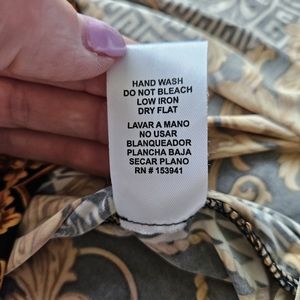 HAND WASH
DO NOT BLEACH
LOW IRON
DRY FLAT
LAVAR A MANO
NO USAR
BLANQUEADOR
PLANCHA BAJA
SECAR PLANO
RN # 153941